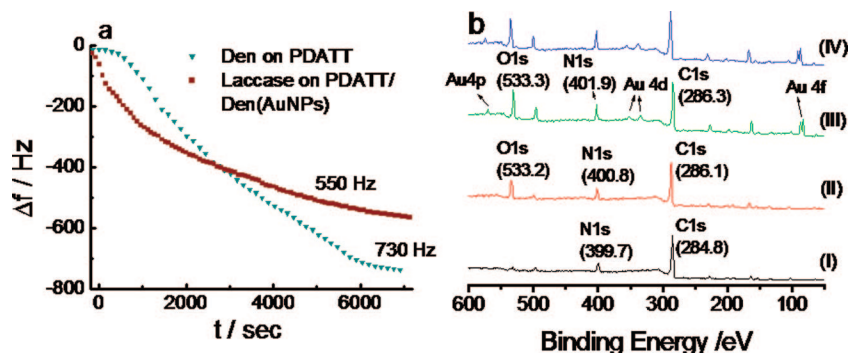 a
0
-200
-400
-600
-800
Δf / Hz
0 2000 4000 6000
t / sec
Den on PDATT
Laccase on PDATT/
Den(AuNPs)
550 Hz
730 Hz
b
(IV)
O1s
(533.3)
N1s
(401.9)
Au4p
Au 4d
C1s
(286.3)
Au 4f
(III)
O1s
(533.2)
N1s
(400.8)
C1s
(286.1)
(II)
N1s
(399.7)
C1s
(284.8)
(I)
600 500 400 300 200 100
Binding Energy /eV